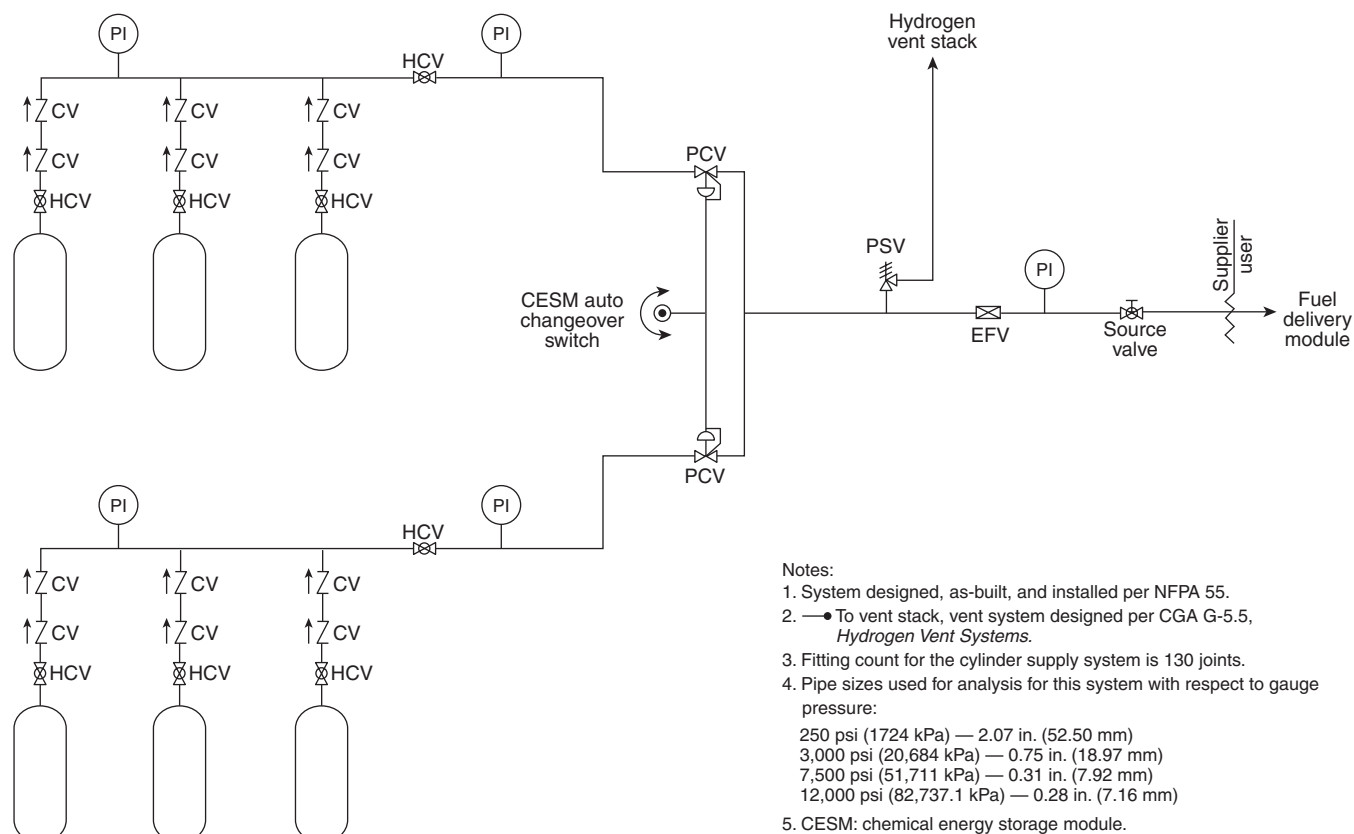 Hydrogen
vent stack
PI
PI
HCV
CV
CV
CV
CV
CV
CV
HCV
HCV
HCV
PCV
PSV
PI
Supplier
user
CESM auto
changeover
switch
EFV
Source
valve
Fuel
delivery
module
PCV
PI
PI
HCV
CV
CV
CV
CV
CV
CV
HCV
HCV
HCV
Notes:
1. System designed, as-built, and installed per NFPA 55.
2. To vent stack, vent system designed per CGA G-5.5,
Hydrogen Vent Systems.
3. Fitting count for the cylinder supply system is 130 joints.
4. Pipe sizes used for analysis for this system with respect to gauge
pressure:
250 psi (1724 kPa) — 2.07 in. (52.50 mm)
3,000 psi (20,684 kPa) — 0.75 in. (18.97 mm)
7,500 psi (51,711 kPa) — 0.31 in. (7.92 mm)
12,000 psi (82,737.1 kPa) — 0.28 in. (7.16 mm)
5. CESM: chemical energy storage module.